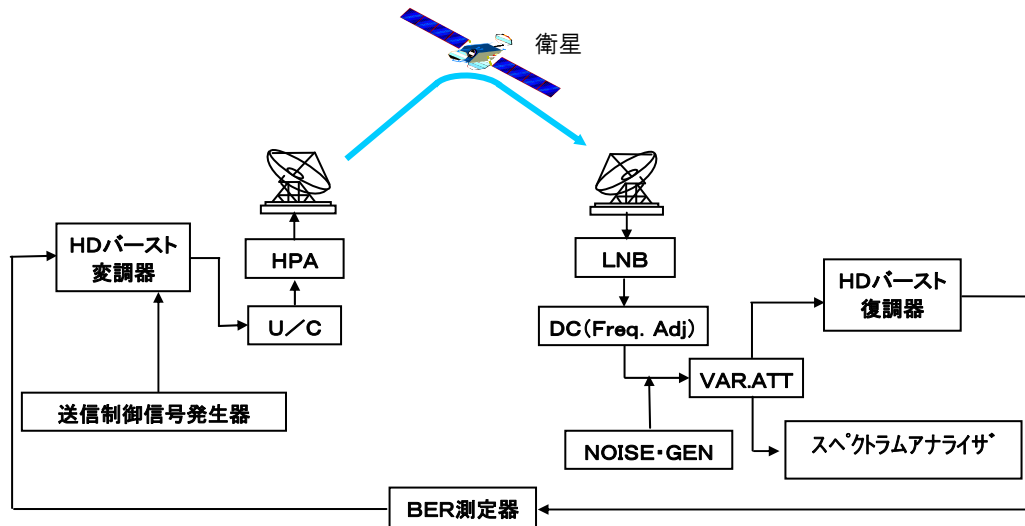 衛星
HDバースト
変調器
HPA
U/C
送信制御信号発生器
LNB
DC(Freq. Adj)
VAR.ATT
NOISE・GEN
HDバースト
復調器
スペクトラムアナライザ
BER測定器